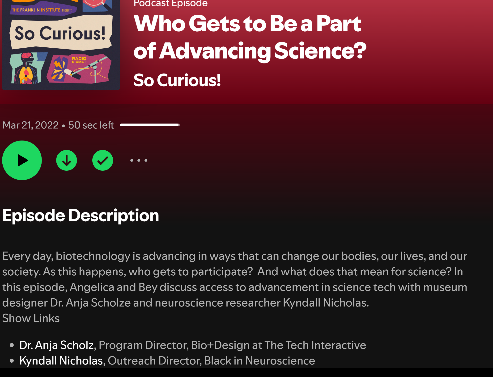 Podcast Episode
THE FRANKLIN INSTITUTE
So Curious!
Who Gets to Be a Part
of Advancing Science?
So Curious!
Mar 21, 2022 • 50 sec left
Episode Description
Every day, biotechnology is advancing in ways that can change our bodies, our lives, and our
society. As this happens, who gets to participate?  And what does that mean for science? In
this episode, Angelica and Bey discuss access to advancement in science tech with museum
designer Dr. Anja Scholze and neuroscience researcher Kyndall Nicholas.
Show Links
• Dr. Anja Scholz, Program Director, Bio+Design at The Tech Interactive
• Kyndall Nicholas, Outreach Director, Black in Neuroscience